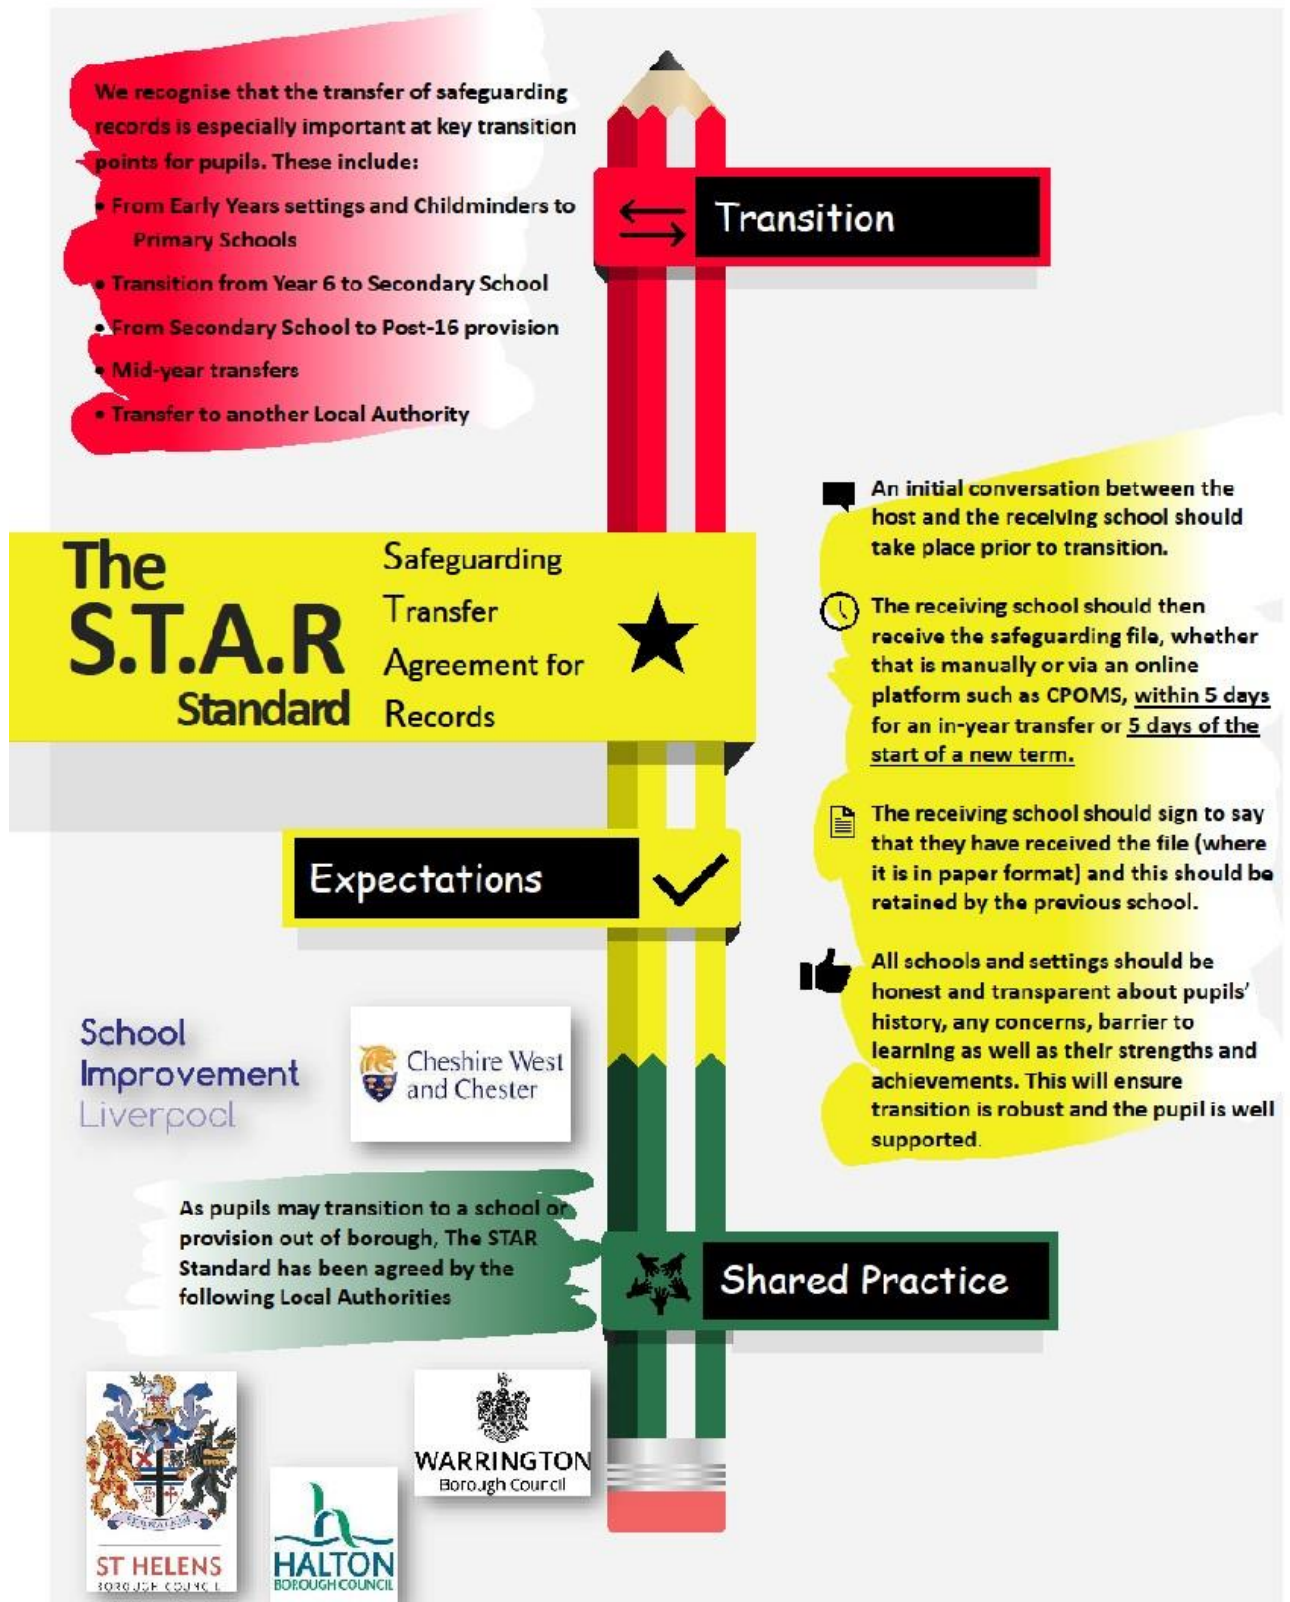 We recognise that the transfer of safeguarding
records is especially important at key transition
points for pupils. These include:
• From Early Years settings and Childminders to
Primary Schools
• Transition from Year 6 to Secondary School
• From Secondary School to Post-16 provision
• Mid-year transfers
• Transfer to another Local Authority
Transition
The
S.T.A.R
Standard
Safeguarding
Transfer
Agreement for
Records
An initial conversation between the
host and the receiving school should
take place prior to transition.
The receiving school should then
receive the safeguarding file, whether
that is manually or via an online
platform such as CPOMS, within 5 days
for an in-year transfer or 5 days of the
start of a new term.
The receiving school should sign to say
that they have received the file (where
it is in paper format) and this should be
retained by the previous school.
All schools and settings should be
honest and transparent about pupils'
history, any concerns, barrier to
learning as well as their strengths and
achievements. This will ensure
transition is robust and the pupil is well
supported.
Expectations
School
Improvement
Liverpool
Cheshire West
and Chester
As pupils may transition to a school or
provision out of borough, The STAR
Standard has been agreed by the
following Local Authorities
Shared Practice
ST HELENS
BOROUGH COUNCIL
HALTON
BOROUGH COUNCIL
WARRINGTON
Borough Council